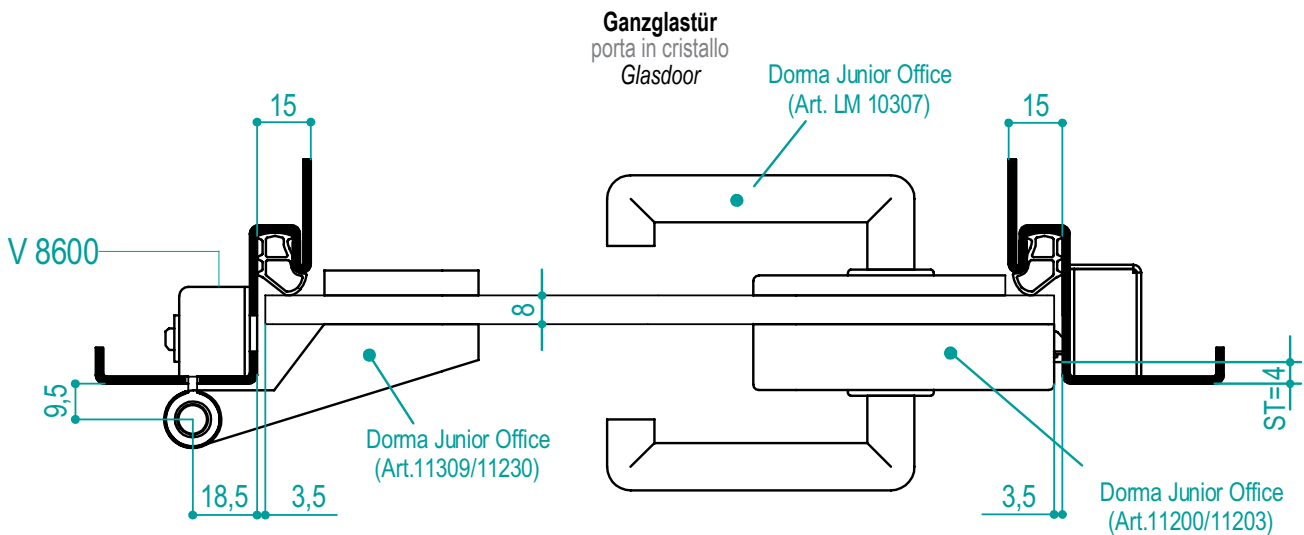 Ganzglastür
porta in cristallo
Glasdoor
Dorma Junior Office
(Art. LM 10307)
15
15
V 8600
8
9,5
ST=4
Dorma Junior Office
(Art.11309/11230)
18,5
3,5
3,5
Dorma Junior Office
(Art.11200/11203)